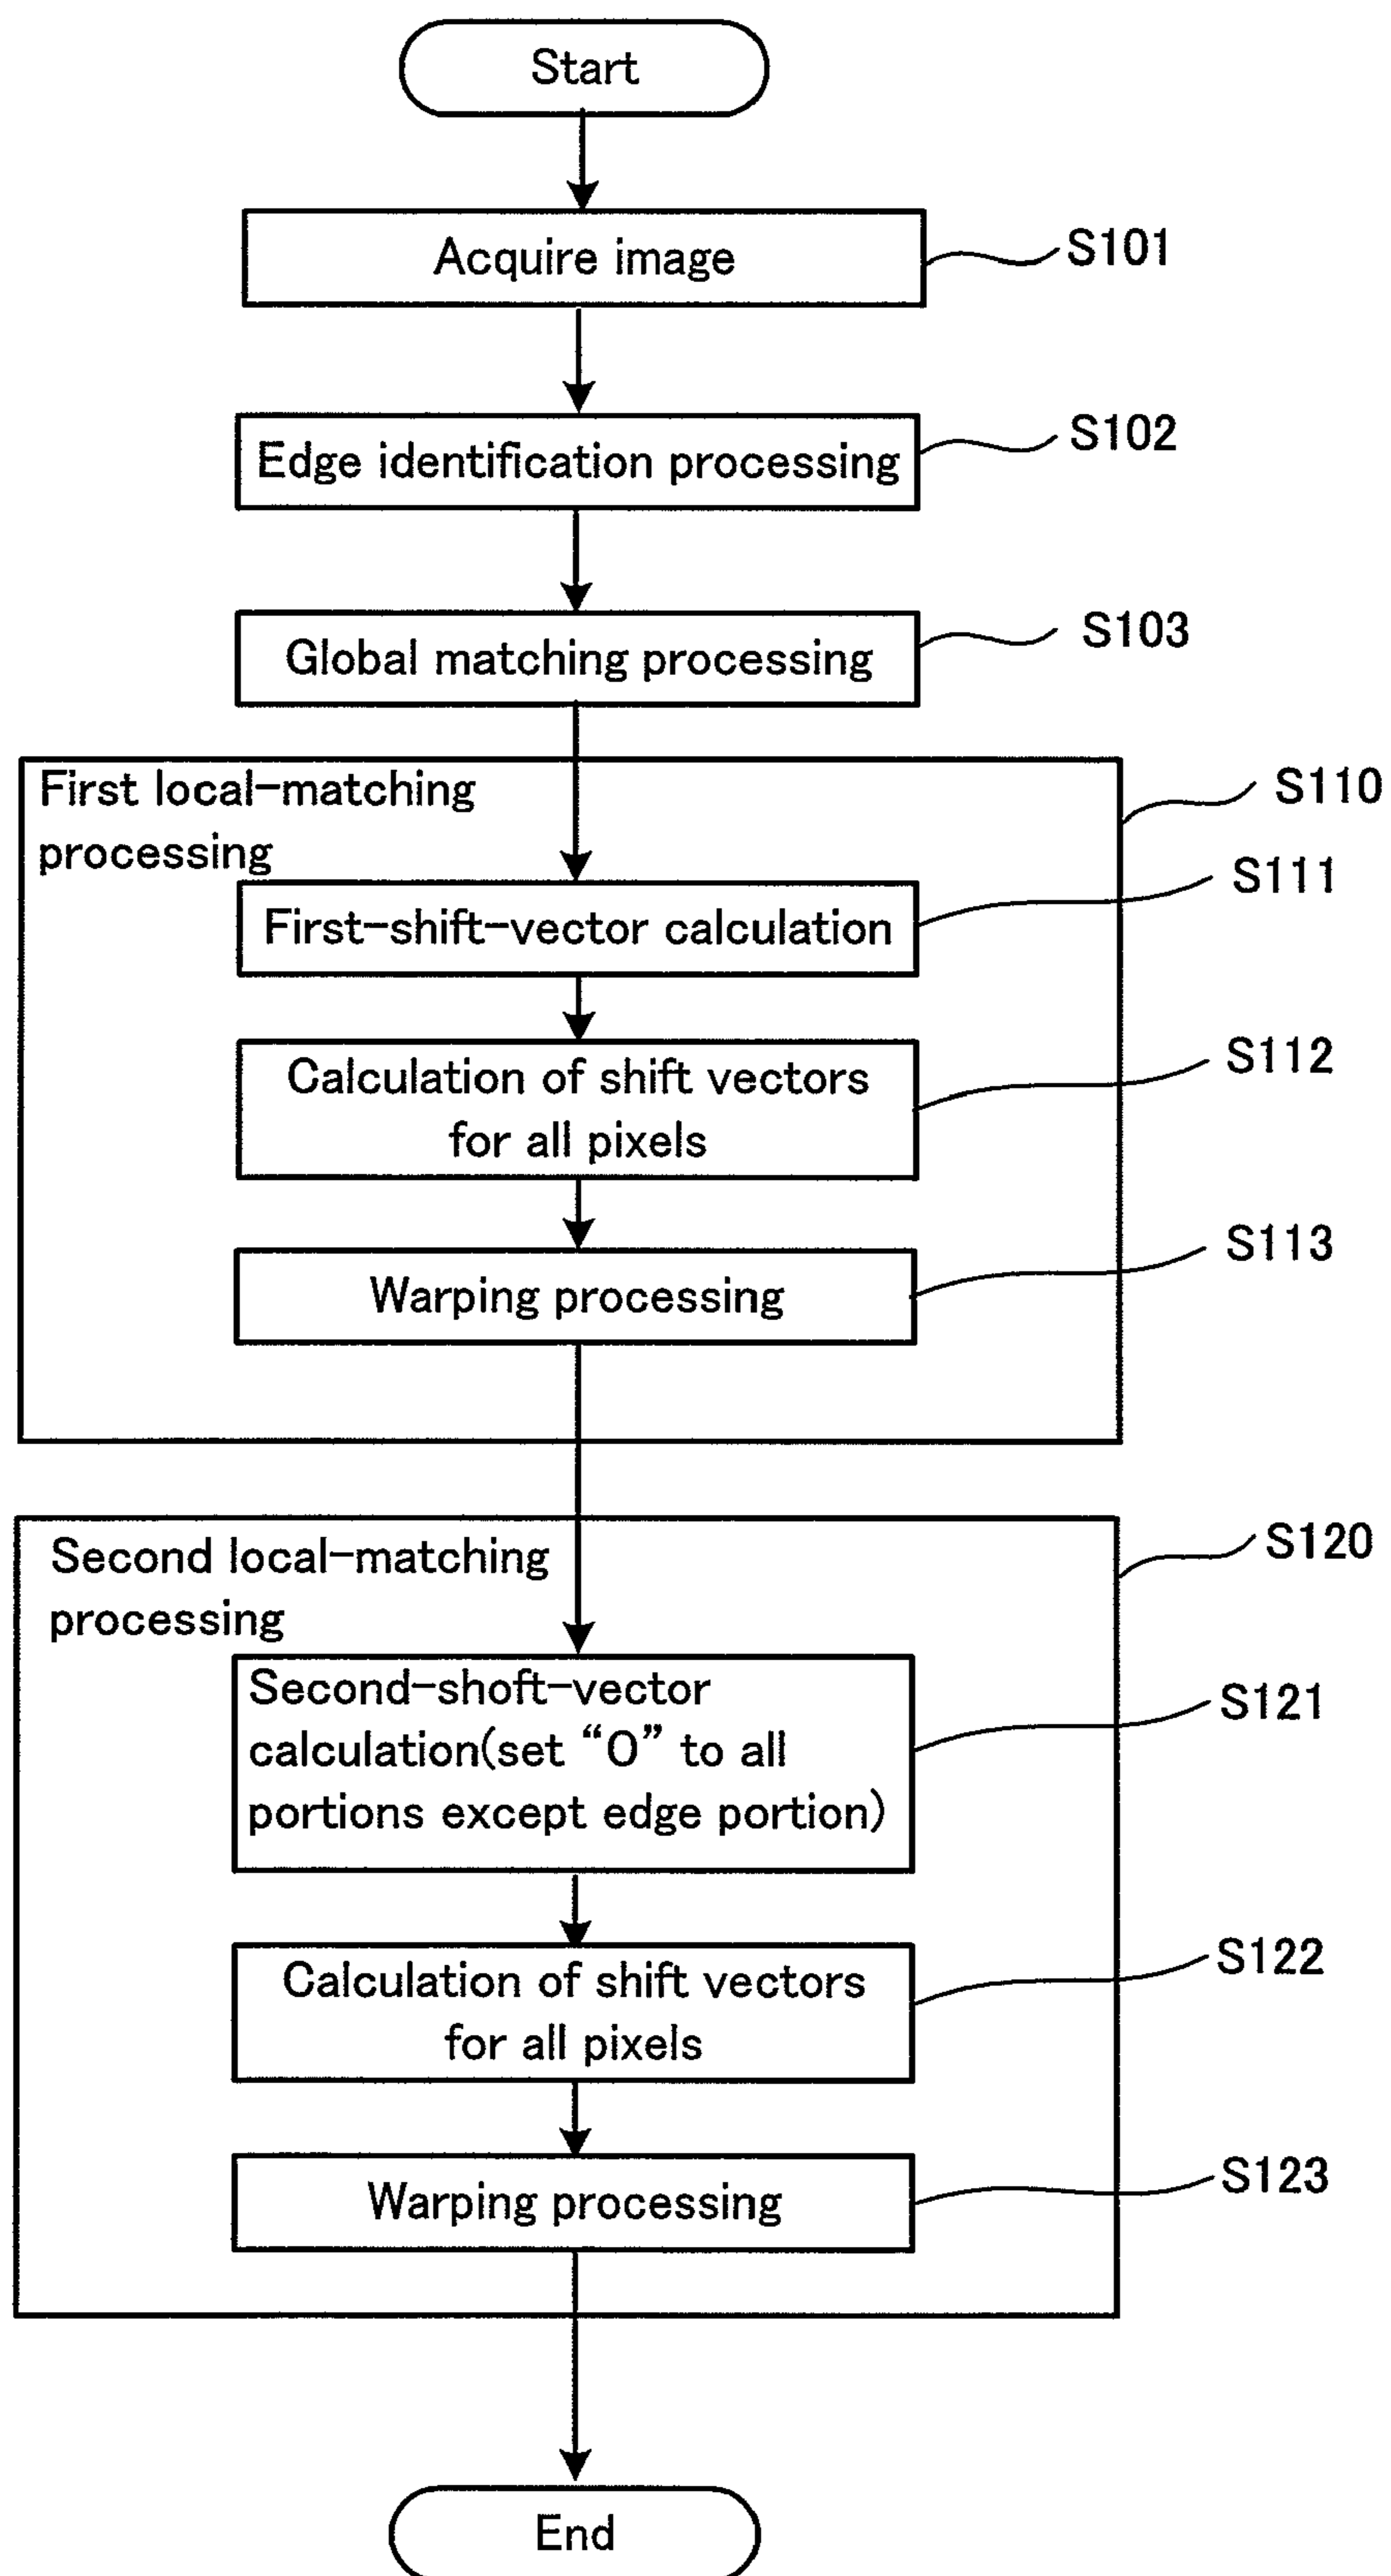 Start
Acquire image
S101
Edge identification processing
S102
Global matching processing
S103
First local-matching
processing
S110
First-shift-vector calculation
S111
Calculation of shift vectors
for all pixels
S112
Warping processing
S113
Second local-matching
processing
S120
Second-shoft-vector
calculation(set “0” to all
portions except edge portion)
S121
Calculation of shift vectors
for all pixels
S122
Warping processing
S123
End